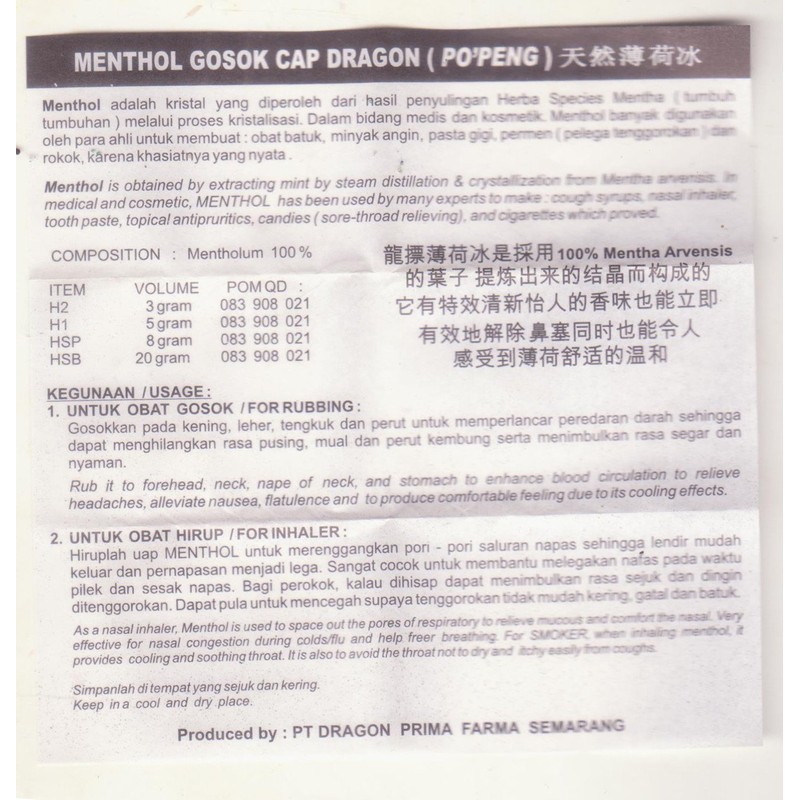 MENTHOL GOSOK CAP DRAGON ( PO'PENG ) 天然薄荷冰
Menthol adalah kristal yang diperoleh dari hasil penyulingan Herba Species Mentha ( tumbuh
tumbuhan ) melalui proses kristalisasi. Dalam bidang medis dan kosmetik. Menthol banyak digunakan
oleh para ahli untuk membuat : obat batuk, minyak angin, pasta gigi, permen ( pelega tenggorokan ) dan
rokok, karena khasiatnya yang nyata .
Menthol is obtained by extracting mint by steam distillation & crystallization from Mentha arvensis. In
medical and cosmetic, MENTHOL has been used by many experts to make : cough syrups, nasal inhaler,
tooth paste, topical antipruritics, candies ( sore-throad relieving), and cigarettes which proved.
COMPOSITION : Mentholum 100 %
ITEM VOLUME POM QD :
H2 3 gram 083 908 021
H1 5 gram 083 908 021
HSP 8 gram 083 908 021
HSB 20 gram 083 908 021
龍摽薄荷冰是採用 100% Mentha Arvensis
的葉子 提炼出来的结晶而构成的
它有特效清新怡人的香味也能立即
有效地解除鼻塞同时也能令人
感受到薄荷舒适的温和
KEGUNAAN / USAGE :
1. UNTUK OBAT GOSOK / FOR RUBBING :
Gosokkan pada kening, leher, tengkuk dan perut untuk memperlancar peredaran darah sehingga
dapat menghilangkan rasa pusing, mual dan perut kembung serta menimbulkan rasa segar dan
nyaman.
Rub it to forehead, neck, nape of neck, and stomach to enhance blood circulation to relieve
headaches, alleviate nausea, flatulence and to produce comfortable feeling due to its cooling effects.
2. UNTUK OBAT HIRUP / FOR INHALER :
Hiruplah uap MENTHOL untuk merenggangkan pori - pori saluran napas sehingga lendir mudah
keluar dan pernapasan menjadi lega. Sangat cocok untuk membantu melegakan nafas pada waktu
pilek dan sesak napas. Bagi perokok, kalau dihisap dapat menimbulkan rasa sejuk dan dingin
ditenggorokan. Dapat pula untuk mencegah supaya tenggorokan tidak mudah kering, gatal dan batuk.
As a nasal inhaler, Menthol is used to space out the pores of respiratory to relieve mucous and comfort the nasal. Very
effective for nasal congestion during colds/flu and help freer breathing. For SMOKER, when inhaling menthol, it
provides cooling and soothing throat. It is also to avoid the throat not to dry and itchy easily from coughs.
Simpanlah di tempat yang sejuk dan kering.
Keep in a cool and dry place.
Produced by : PT DRAGON PRIMA FARMA SEMARANG